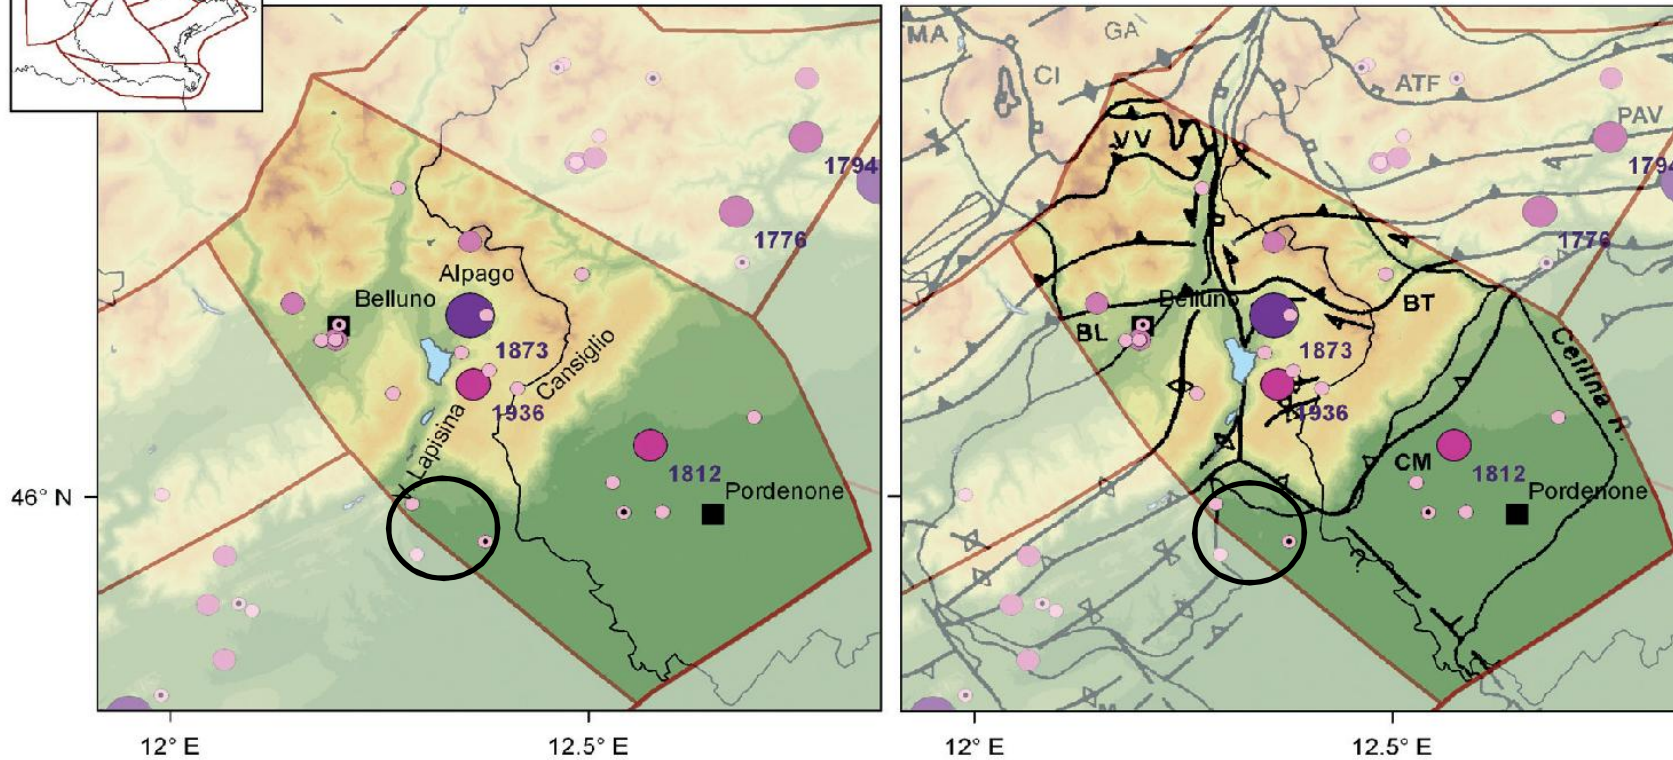 1794
1776
Alpago
Belluno
1873
Cansiglio
1936
Lapisina
1812
Pordenone
46° N
12° E
12.5° E
MA
GA
CI
ATF
PAV
VV
1794
1776
Belluno
BT
BL
1873
Cellina R.
1936
CM
1812
Pordenone
12° E
12.5° E